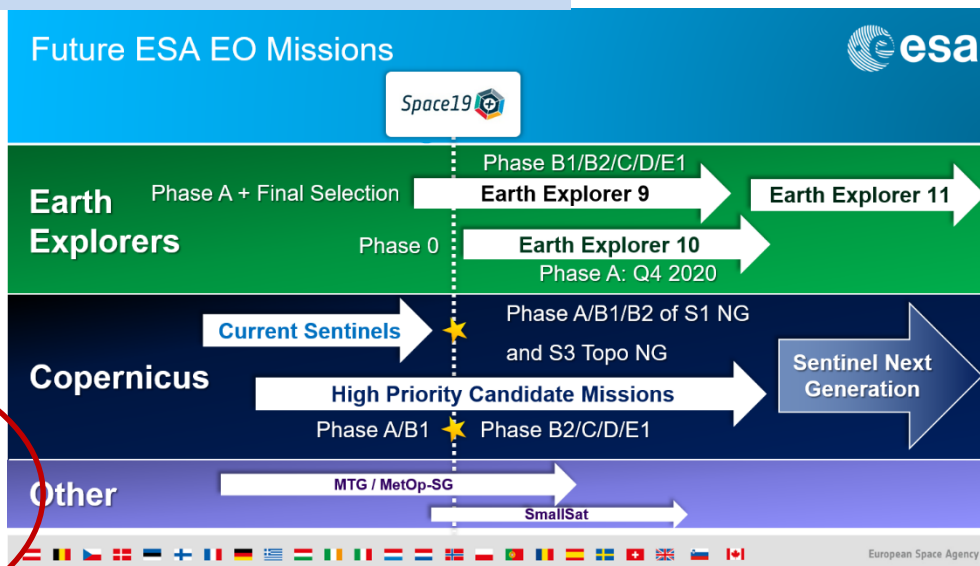 Future ESA EO Missions
esa
Space19
Phase B1/B2/C/D/E1
Earth Explorers
Phase A + Final Selection
Earth Explorer 9
Earth Explorer 11
Phase 0
Earth Explorer 10
Phase A: Q4 2020
Copernicus
Current Sentinels
Phase A/B1/B2 of S1 NG
and S3 Topo NG
Sentinel Next
Generation
High Priority Candidate Missions
Phase A/B1
Phase B2/C/D/E1
Other
MTG / MetOp-SG
SmallSat
European Space Agency